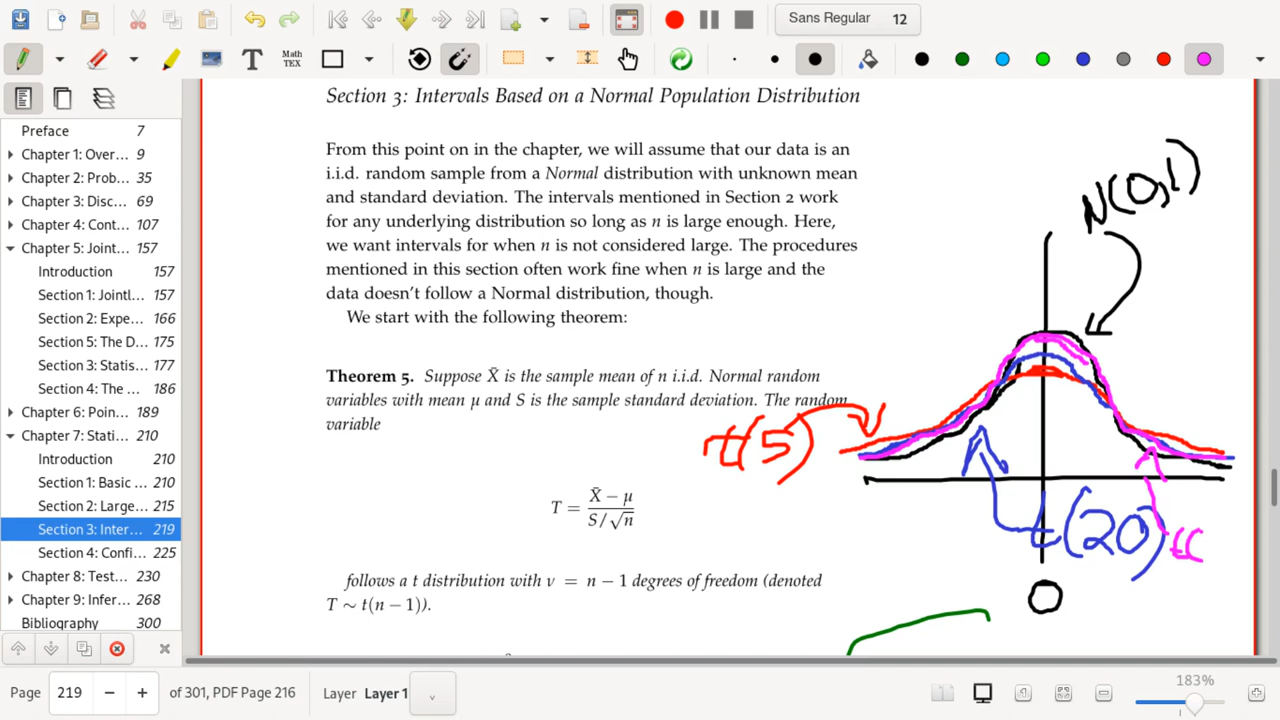 Sans Regular 12
T Math TEX
Preface 7
Chapter 1: Over... 9
Chapter 2: Prob... 35
Chapter 3: Disc... 69
Chapter 4: Cont... 107
Chapter 5: Joint... 157
Introduction 157
Section 1: Jointl... 157
Section 2: Expe... 166
Section 5: The D... 175
Section 3: Statis... 177
Section 4: The ... 186
Chapter 6: Poin... 189
Chapter 7: Stati... 210
Introduction 210
Section 1: Basic ... 210
Section 2: Large... 215
Section 3: Inter... 219
Section 4: Confi... 225
Chapter 8: Test... 230
Chapter 9: Infer... 268
Bibliography 300
Section 3: Intervals Based on a Normal Population Distribution
From this point on in the chapter, we will assume that our data is an
i.i.d. random sample from a Normal distribution with unknown mean
and standard deviation. The intervals mentioned in Section 2 work
for any underlying distribution so long as n is large enough. Here,
we want intervals for when n is not considered large. The procedures
mentioned in this section often work fine when n is large and the
data doesn't follow a Normal distribution, though.
We start with the following theorem:
Theorem 5. Suppose X̄ is the sample mean of n i.i.d. Normal random
variables with mean μ and S is the sample standard deviation. The random
variable
T = (X̄ − μ) / (S/√n)
follows a t distribution with ν = n − 1 degrees of freedom (denoted
T ∼ t(n − 1)).
N(0,1)
t(5)
t(20)
t(
0
Page 219 of 301, PDF Page 216 Layer Layer 1 183%